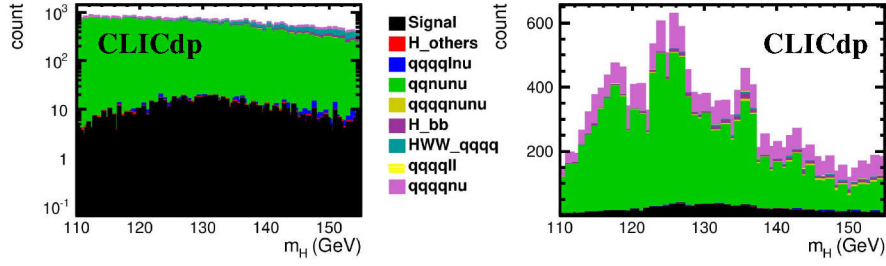 count
10³
10²
10
1
10⁻¹
CLICdp
110 120 130 140 150
m_H (GeV)
Signal
H_others
qqqqlnu
qqnunu
qqqqnunu
H_bb
HWW_qqqq
qqqqll
qqqqnu
count
600
400
200
CLICdp
110 120 130 140 150
m_H (GeV)